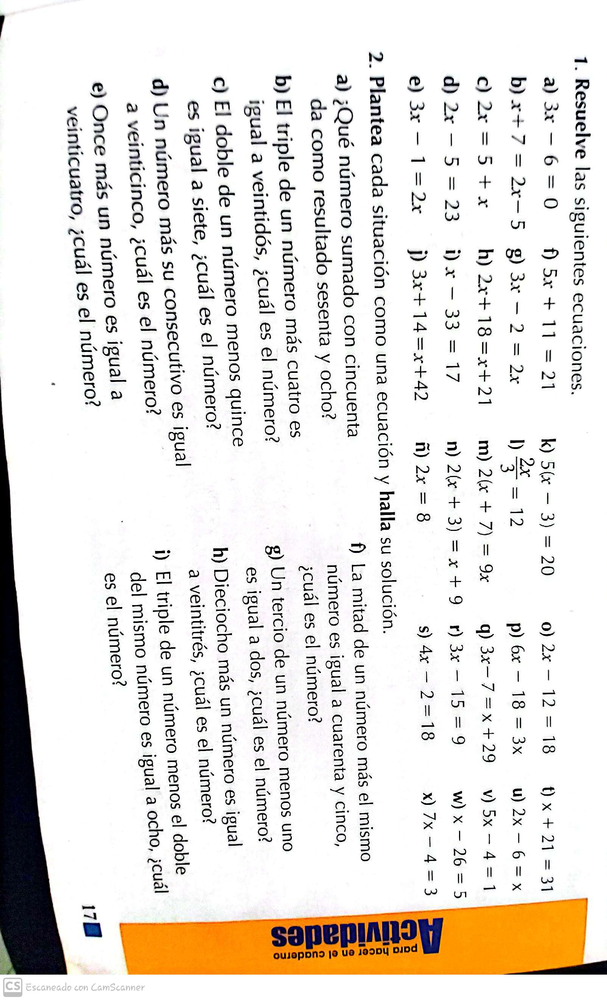 1. Resuelve las siguientes ecuaciones.
a) 3x − 6 = 0
b) x + 7 = 2x − 5
c) 2x = 5 + x
d) 2x − 5 = 23
e) 3x − 1 = 2x
f) 5x + 11 = 21
g) 3x − 2 = 2x
h) 2x + 18 = x + 21
i) x − 33 = 17
j) 3x + 14 = x + 42
k) 5(x − 3) = 20
l) 2x/3 = 12
m) 2(x + 7) = 9x
n) 2(x + 3) = x + 9
ñ) 2x = 8
o) 2x − 12 = 18
p) 6x − 18 = 3x
q) 3x − 7 = x + 29
r) 3x − 15 = 9
s) 4x − 2 = 18
t) x + 21 = 31
u) 2x − 6 = x
v) 5x − 4 = 1
w) x − 26 = 5
x) 7x − 4 = 3
2. Plantea cada situación como una ecuación y halla su solución.
a) ¿Qué número sumado con cincuenta
da como resultado sesenta y ocho?
b) El triple de un número más cuatro es
igual a veintidós, ¿cuál es el número?
c) El doble de un número menos quince
es igual a siete, ¿cuál es el número?
d) Un número más su consecutivo es igual
a veinticinco, ¿cuál es el número?
e) Once más un número es igual a
veinticuatro, ¿cuál es el número?
f) La mitad de un número más el mismo
número es igual a cuarenta y cinco,
¿cuál es el número?
g) Un tercio de un número menos uno
es igual a dos, ¿cuál es el número?
h) Dieciocho más un número es igual
a veintitrés, ¿cuál es el número?
i) El triple de un número menos el doble
del mismo número es igual a ocho, ¿cuál
es el número?
17
Actividades
para hacer en el cuaderno
CS Escaneado con CamScanner